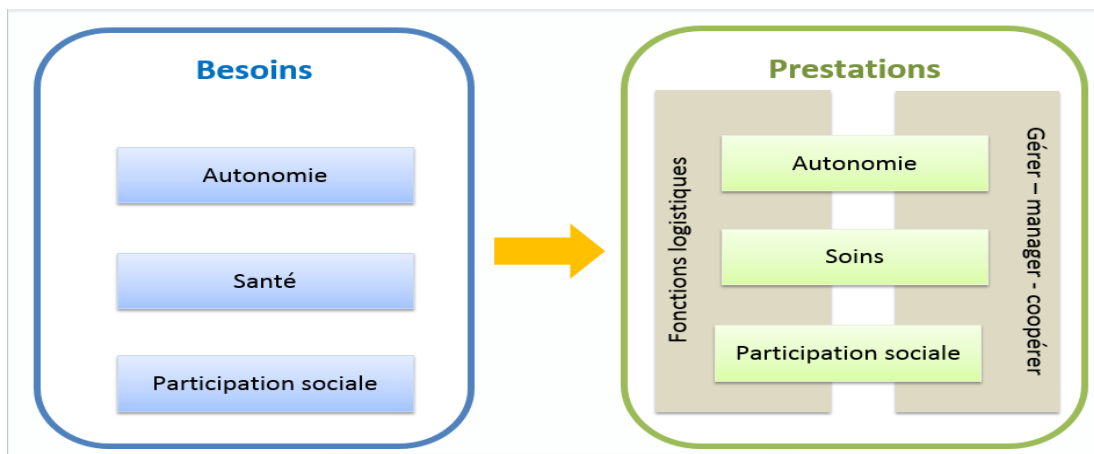 Besoins
Autonomie
Santé
Participation sociale
Prestations
Fonctions logistiques
Autonomie
Soins
Participation sociale
Gérer – manager - coopérer